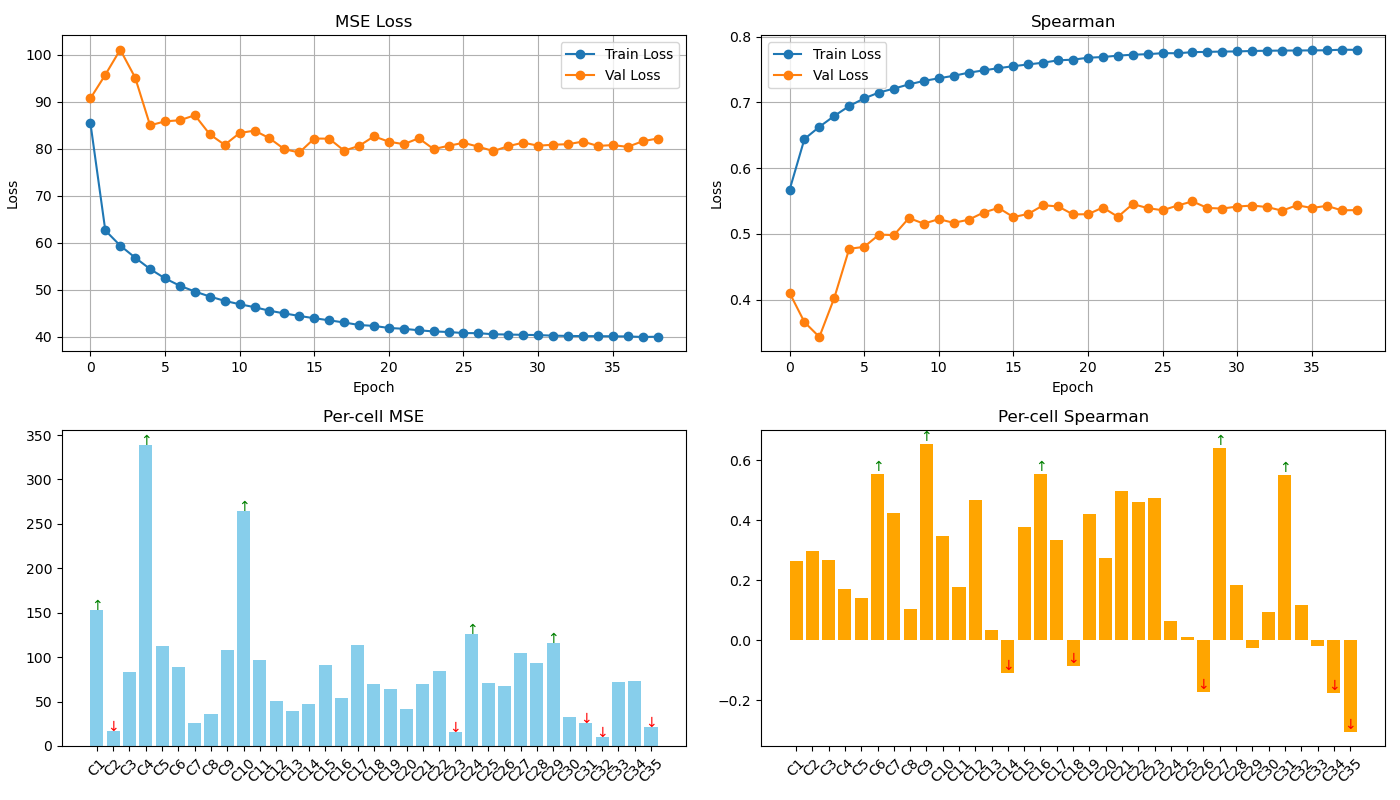 MSE Loss
100
90
80
70
60
50
40
Loss
Train Loss
Val Loss
0 5 10 15 20 25 30 35
Epoch
Spearman
0.8
0.7
0.6
0.5
0.4
Loss
Train Loss
Val Loss
0 5 10 15 20 25 30 35
Epoch
Per-cell MSE
350
300
250
200
150
100
50
0
↑ ↓ ↑ ↑ ↓ ↑ ↑ ↓ ↓ ↓
C1 C2 C3 C4 C5 C6 C7 C8 C9 C10 C11 C12 C13 C14 C15 C16 C17 C18 C19 C20 C21 C22 C23 C24 C25 C26 C27 C28 C29 C30 C31 C32 C33 C34 C35
Per-cell Spearman
0.6
0.4
0.2
0.0
−0.2
↑ ↑ ↓ ↑ ↓ ↓ ↑ ↑ ↓ ↓
C1 C2 C3 C4 C5 C6 C7 C8 C9 C10 C11 C12 C13 C14 C15 C16 C17 C18 C19 C20 C21 C22 C23 C24 C25 C26 C27 C28 C29 C30 C31 C32 C33 C34 C35